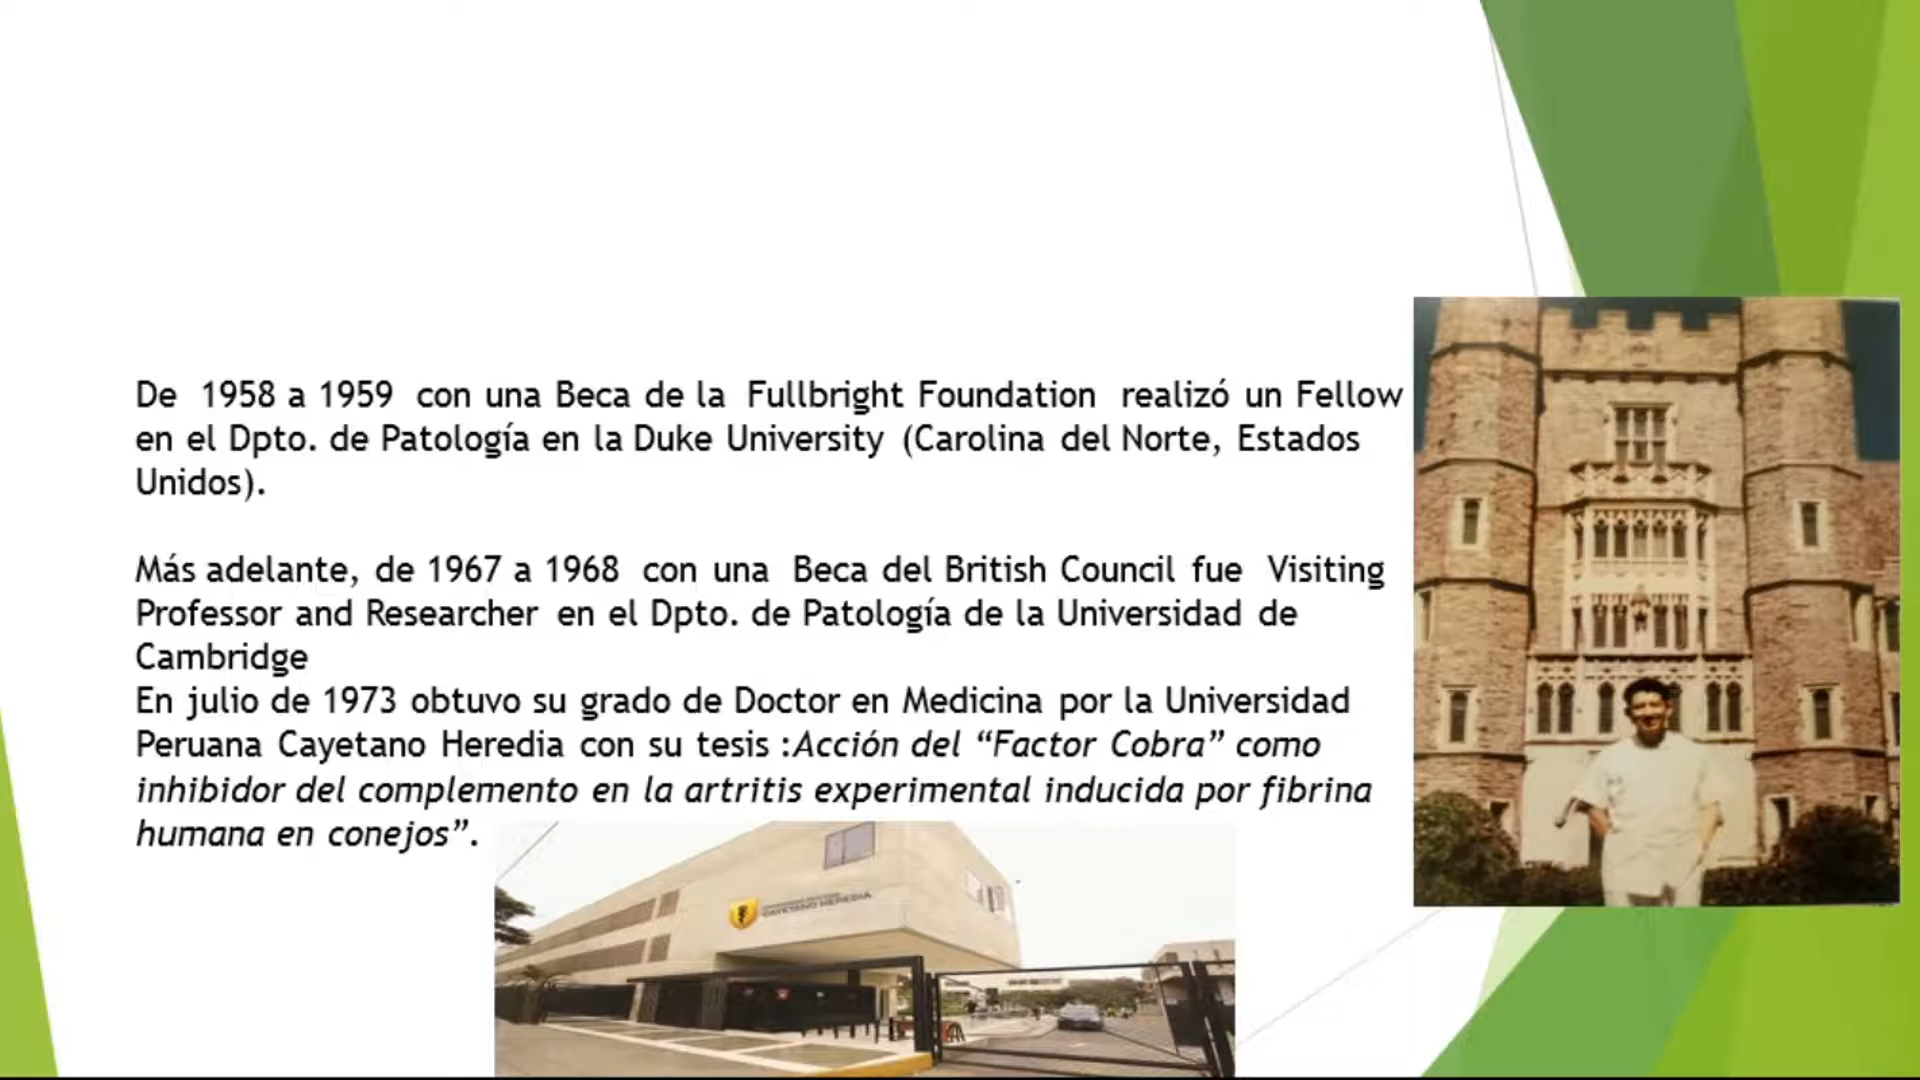 De 1958 a 1959 con una Beca de la Fullbright Foundation realizó un Fellow
en el Dpto. de Patología en la Duke University (Carolina del Norte, Estados
Unidos).
Más adelante, de 1967 a 1968 con una Beca del British Council fue Visiting
Professor and Researcher en el Dpto. de Patología de la Universidad de
Cambridge
En julio de 1973 obtuvo su grado de Doctor en Medicina por la Universidad
Peruana Cayetano Heredia con su tesis :Acción del “Factor Cobra” como
inhibidor del complemento en la artritis experimental inducida por fibrina
humana en conejos”.
CAYETANO HEREDIA